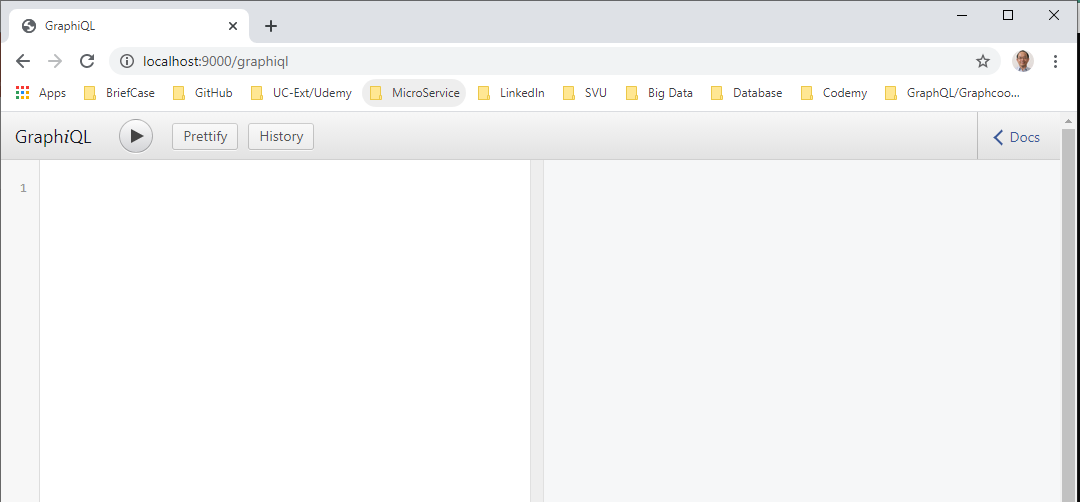 GraphiQL
localhost:9000/graphiql
Apps BriefCase GitHub UC-Ext/Udemy MicroService LinkedIn SVU Big Data Database Codemy GraphQL/Graphcoo...
GraphiQL Prettify History Docs
1